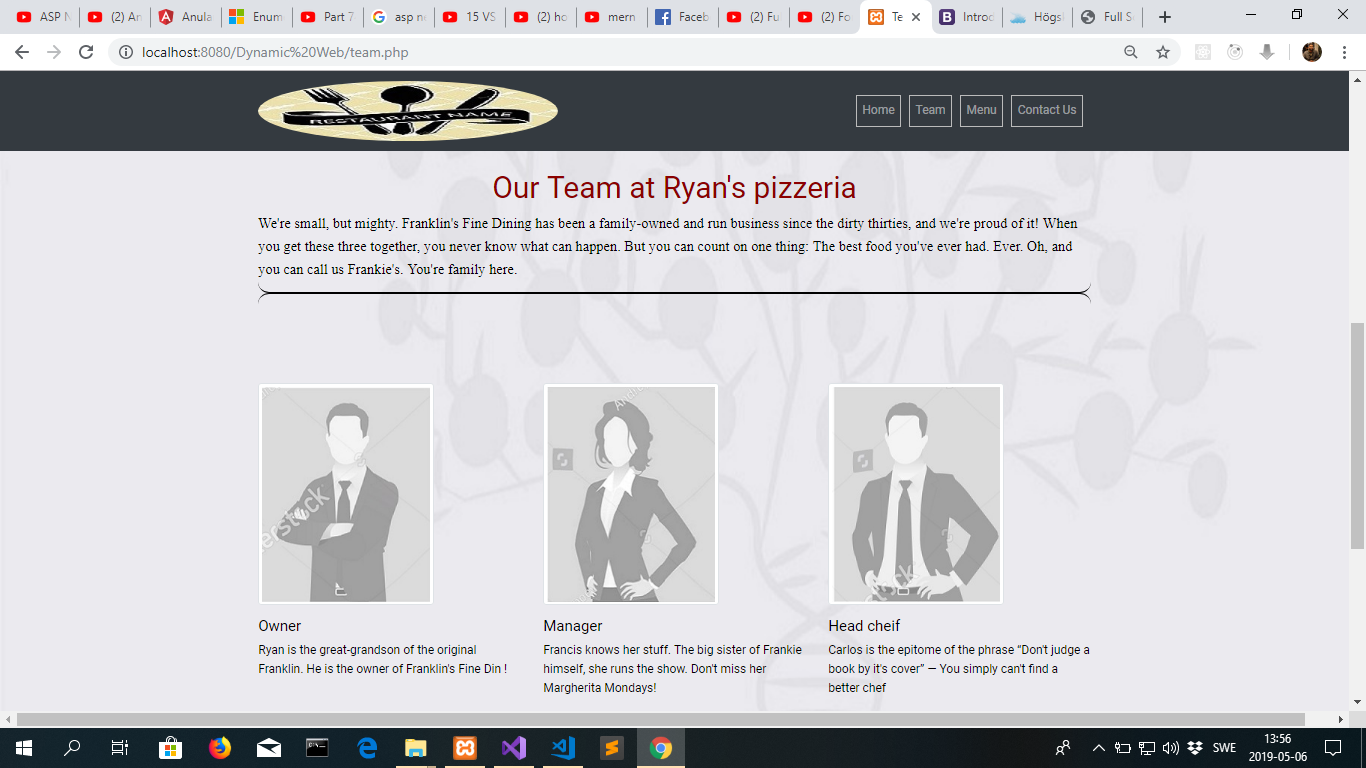 ASP N
(2) An
Anula
Enum
Part 7
asp ne
15 VS
(2) ho
mern
Faceb
(2) Fu
(2) Fo
Te
Introd
Högsk
Full S
localhost:8080/Dynamic%20Web/team.php
RESTAURANT NAME
Home
Team
Menu
Contact Us
Our Team at Ryan's pizzeria
We're small, but mighty. Franklin's Fine Dining has been a family-owned and run business since the dirty thirties, and we're proud of it! When
you get these three together, you never know what can happen. But you can count on one thing: The best food you've ever had. Ever. Oh, and
you can call us Frankie's. You're family here.
Owner
Ryan is the great-grandson of the original
Franklin. He is the owner of Franklin's Fine Din !
Manager
Francis knows her stuff. The big sister of Frankie
himself, she runs the show. Don't miss her
Margherita Mondays!
Head cheif
Carlos is the epitome of the phrase “Don't judge a
book by it's cover” — You simply can't find a
better chef
SWE
13:56
2019-05-06